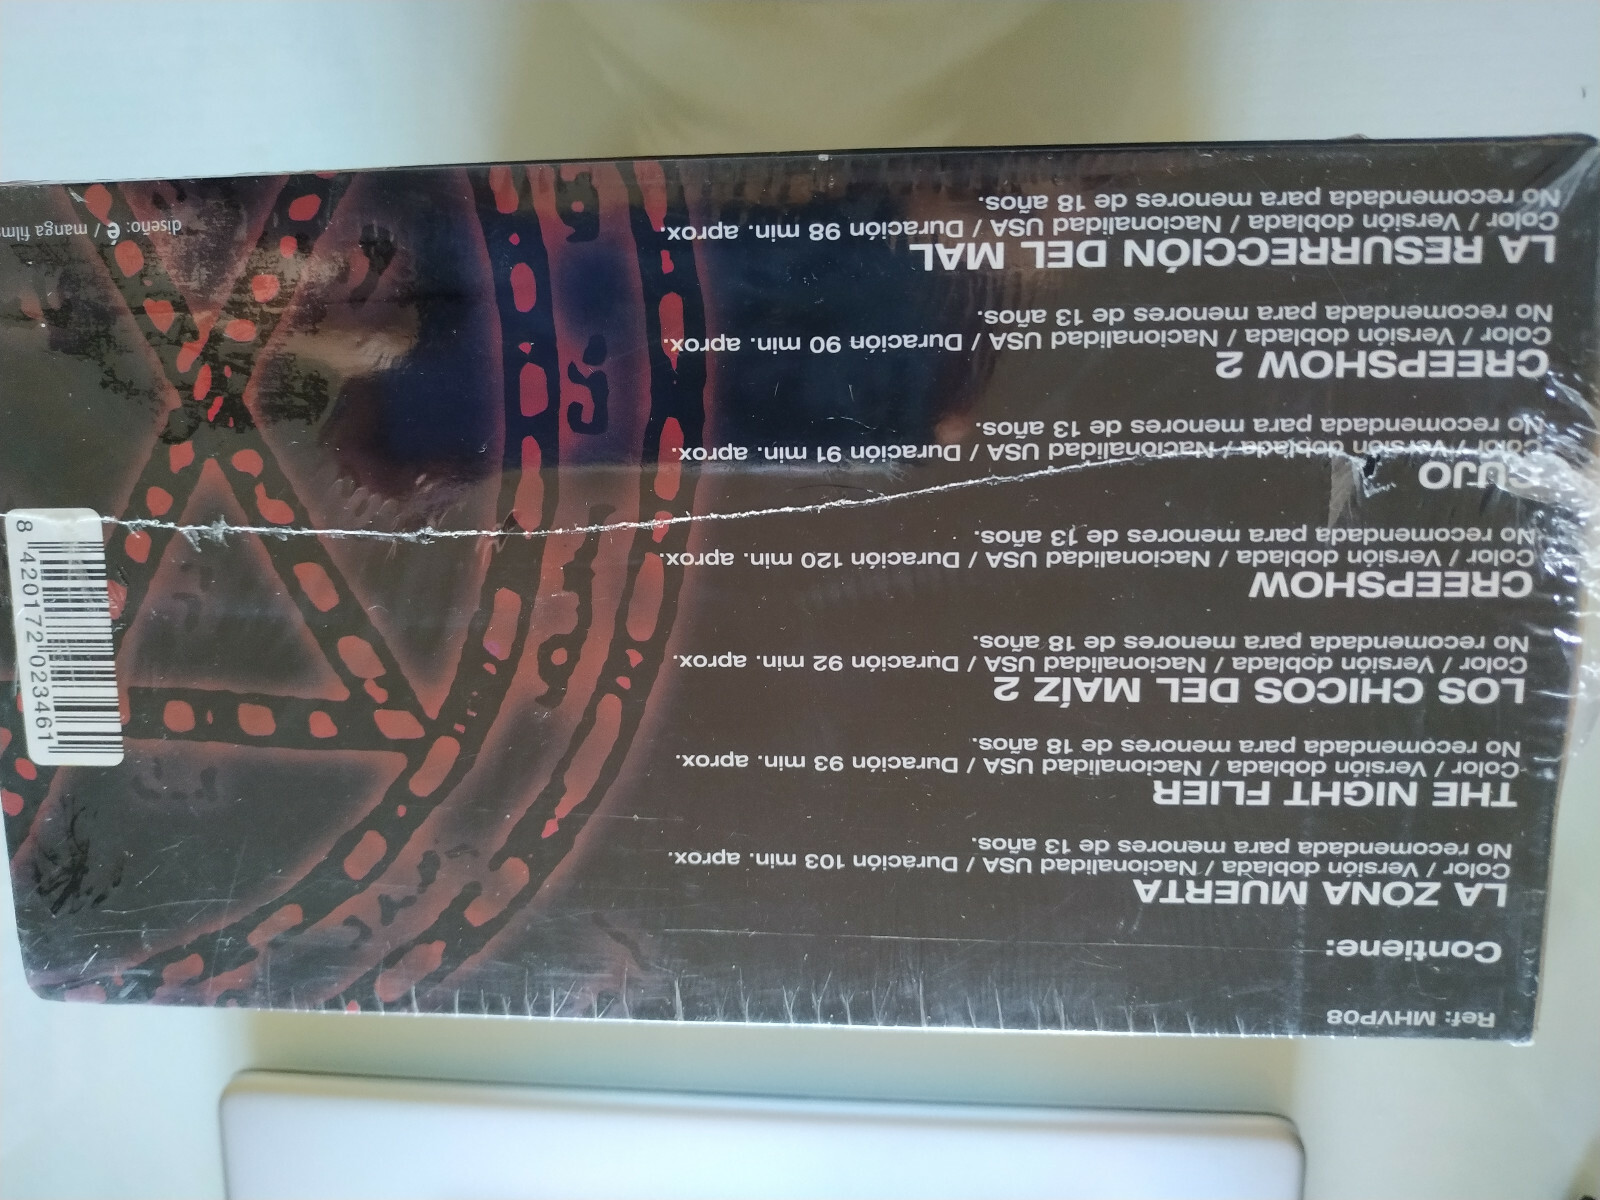 Ref: MHVP08
Contiene:
LA ZONA MUERTA
Color / Versión doblada / Nacionalidad USA / Duración 103 min. aprox.
No recomendada para menores de 13 años.
THE NIGHT FLIER
Color / Versión doblada / Nacionalidad USA / Duración 93 min. aprox.
No recomendada para menores de 18 años.
LOS CHICOS DEL MAÍZ 2
Color / Versión doblada / Nacionalidad USA / Duración 92 min. aprox.
No recomendada para menores de 18 años.
CREEPSHOW
Color / Versión doblada / Nacionalidad USA / Duración 120 min. aprox.
No recomendada para menores de 13 años.
CUJO
Color / Versión doblada / Nacionalidad USA / Duración 91 min. aprox.
No recomendada para menores de 13 años.
CREEPSHOW 2
Color / Versión doblada / Nacionalidad USA / Duración 90 min. aprox.
No recomendada para menores de 13 años.
LA RESURRECCIÓN DEL MAL
Color / Versión doblada / Nacionalidad USA / Duración 98 min. aprox.
No recomendada para menores de 18 años.
diseño: é / manga films
8 420172 023461